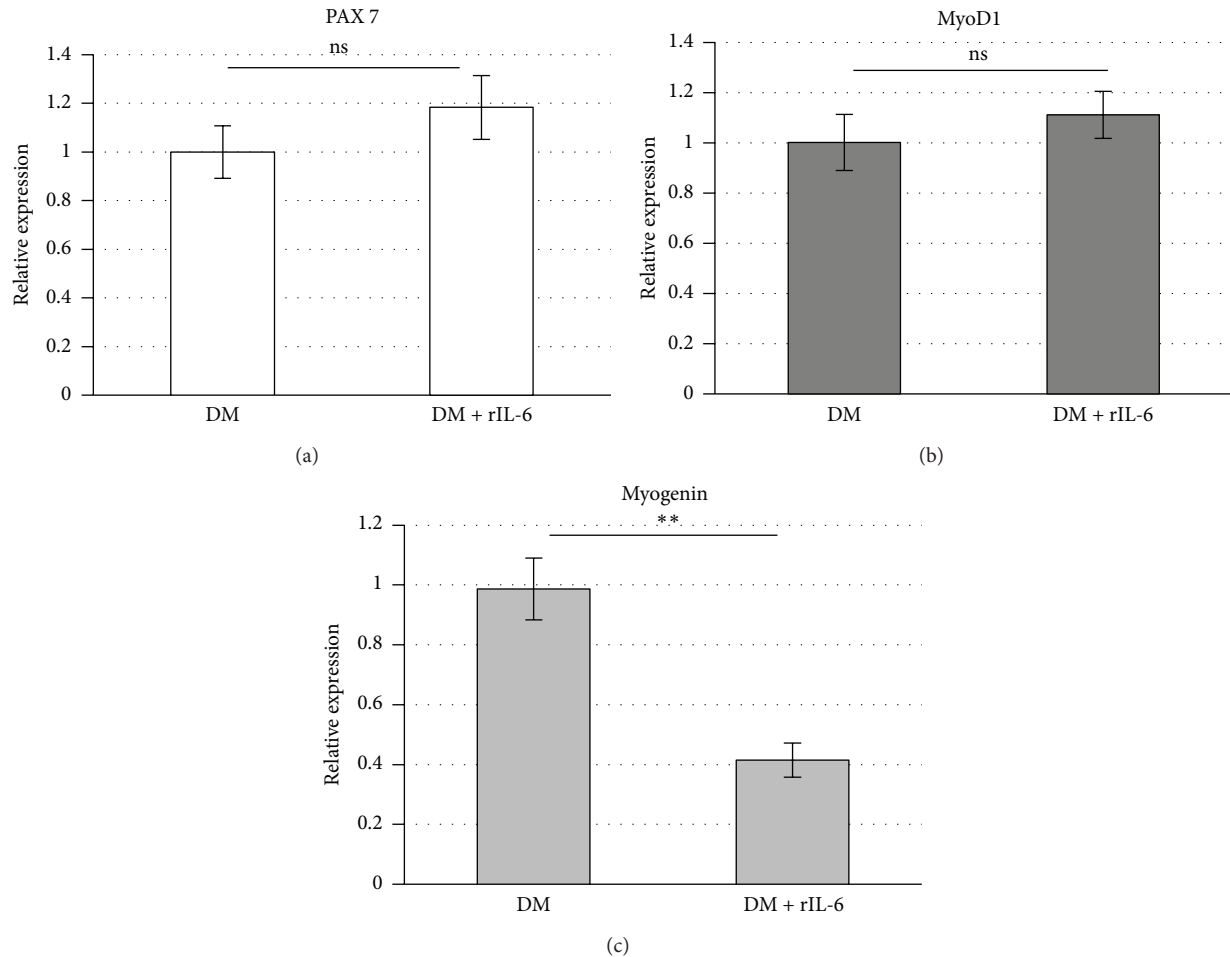 PAX 7
ns
1.4
1.2
1
0.8
0.6
0.4
0.2
0
Relative expression
DM
DM + rIL-6
(a)
MyoD1
ns
1.4
1.2
1
0.8
0.6
0.4
0.2
0
Relative expression
DM
DM + rIL-6
(b)
Myogenin
**
1.2
1
0.8
0.6
0.4
0.2
0
Relative expression
DM
DM + rIL-6
(c)